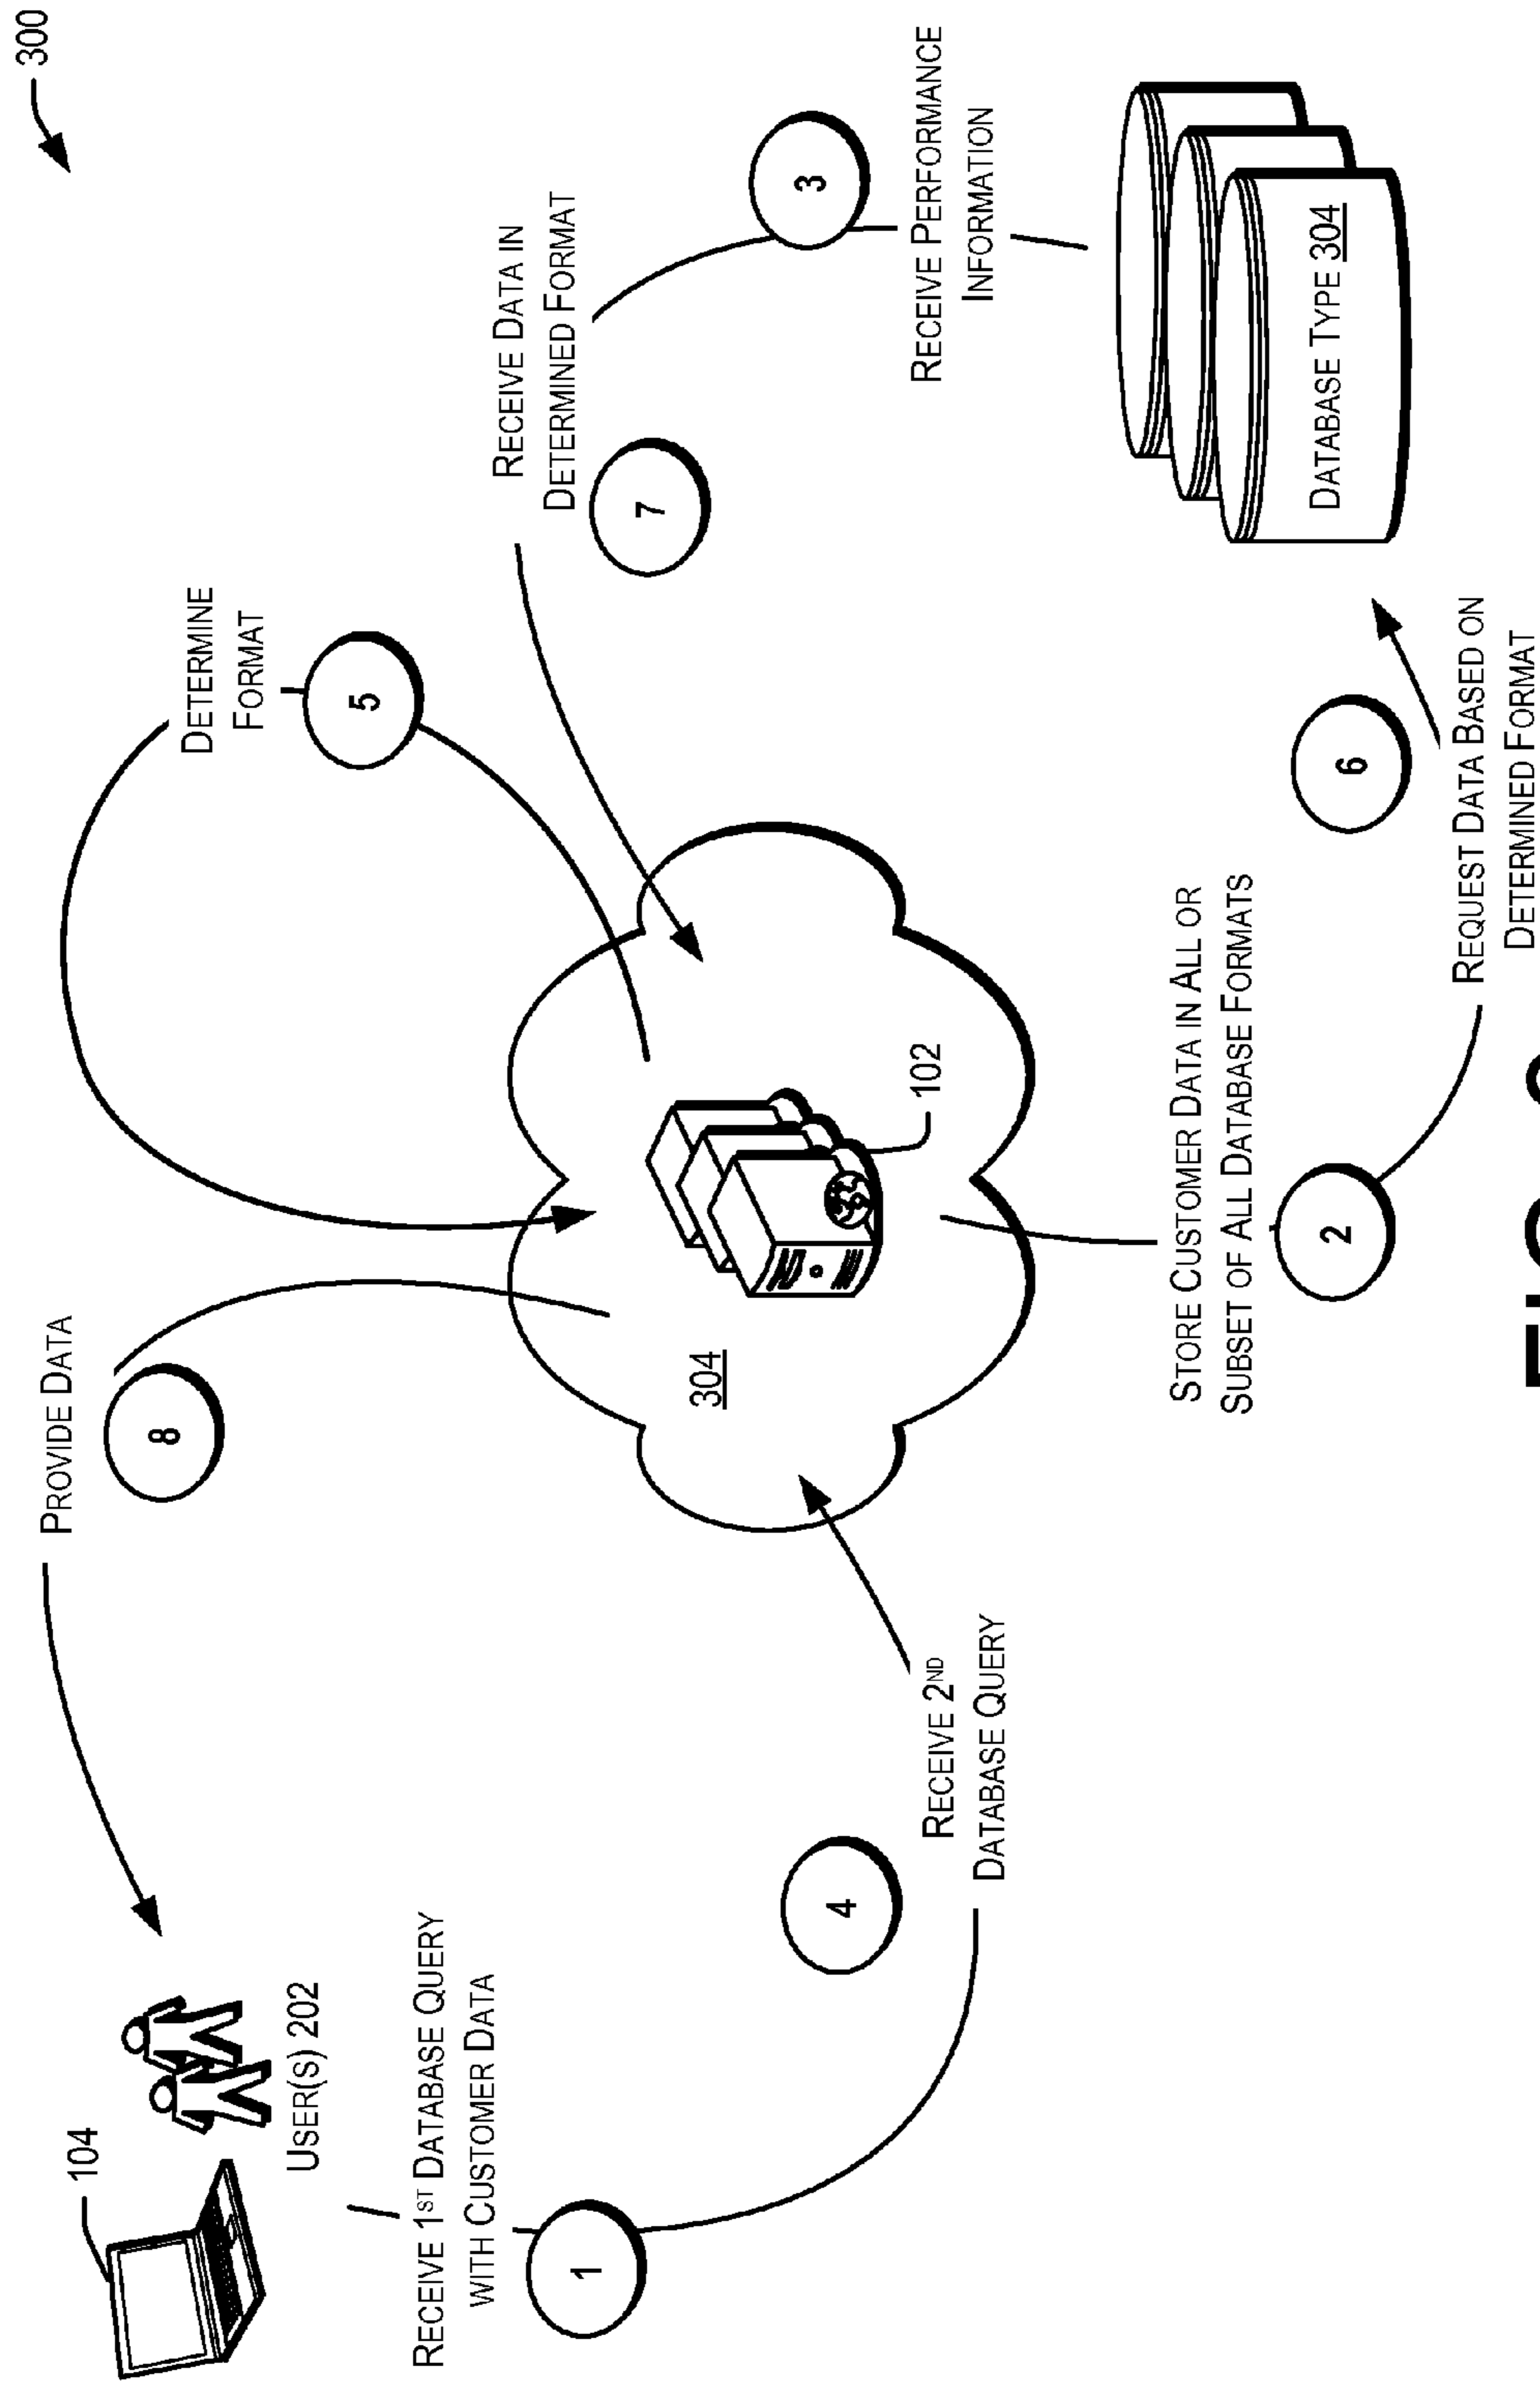 300
104
USER(S) 202
RECEIVE 1ST DATABASE QUERY
WITH CUSTOMER DATA
1
PROVIDE DATA
8
4
RECEIVE 2ND
DATABASE QUERY
304
102
DETERMINE
FORMAT
5
STORE CUSTOMER DATA IN ALL OR
SUBSET OF ALL DATABASE FORMATS
2
RECEIVE DATA IN
DETERMINED FORMAT
7
3
RECEIVE PERFORMANCE
INFORMATION
6
REQUEST DATA BASED ON
DETERMINED FORMAT
DATABASE TYPE 304